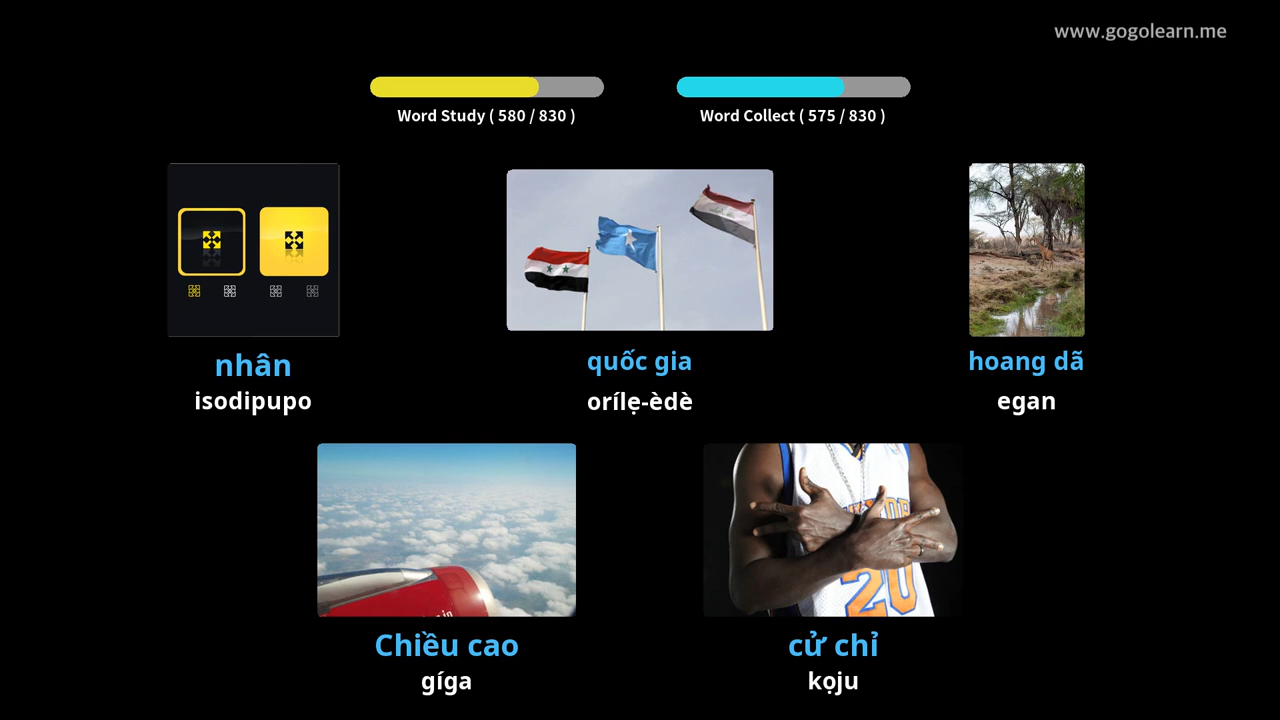 www.gogolearn.me
Word Study ( 580 / 830 )
Word Collect ( 575 / 830 )
nhân
isodipupo
quốc gia
orílẹ-èdè
hoang dã
egan
20
Chiều cao
gíga
cử chỉ
kọju